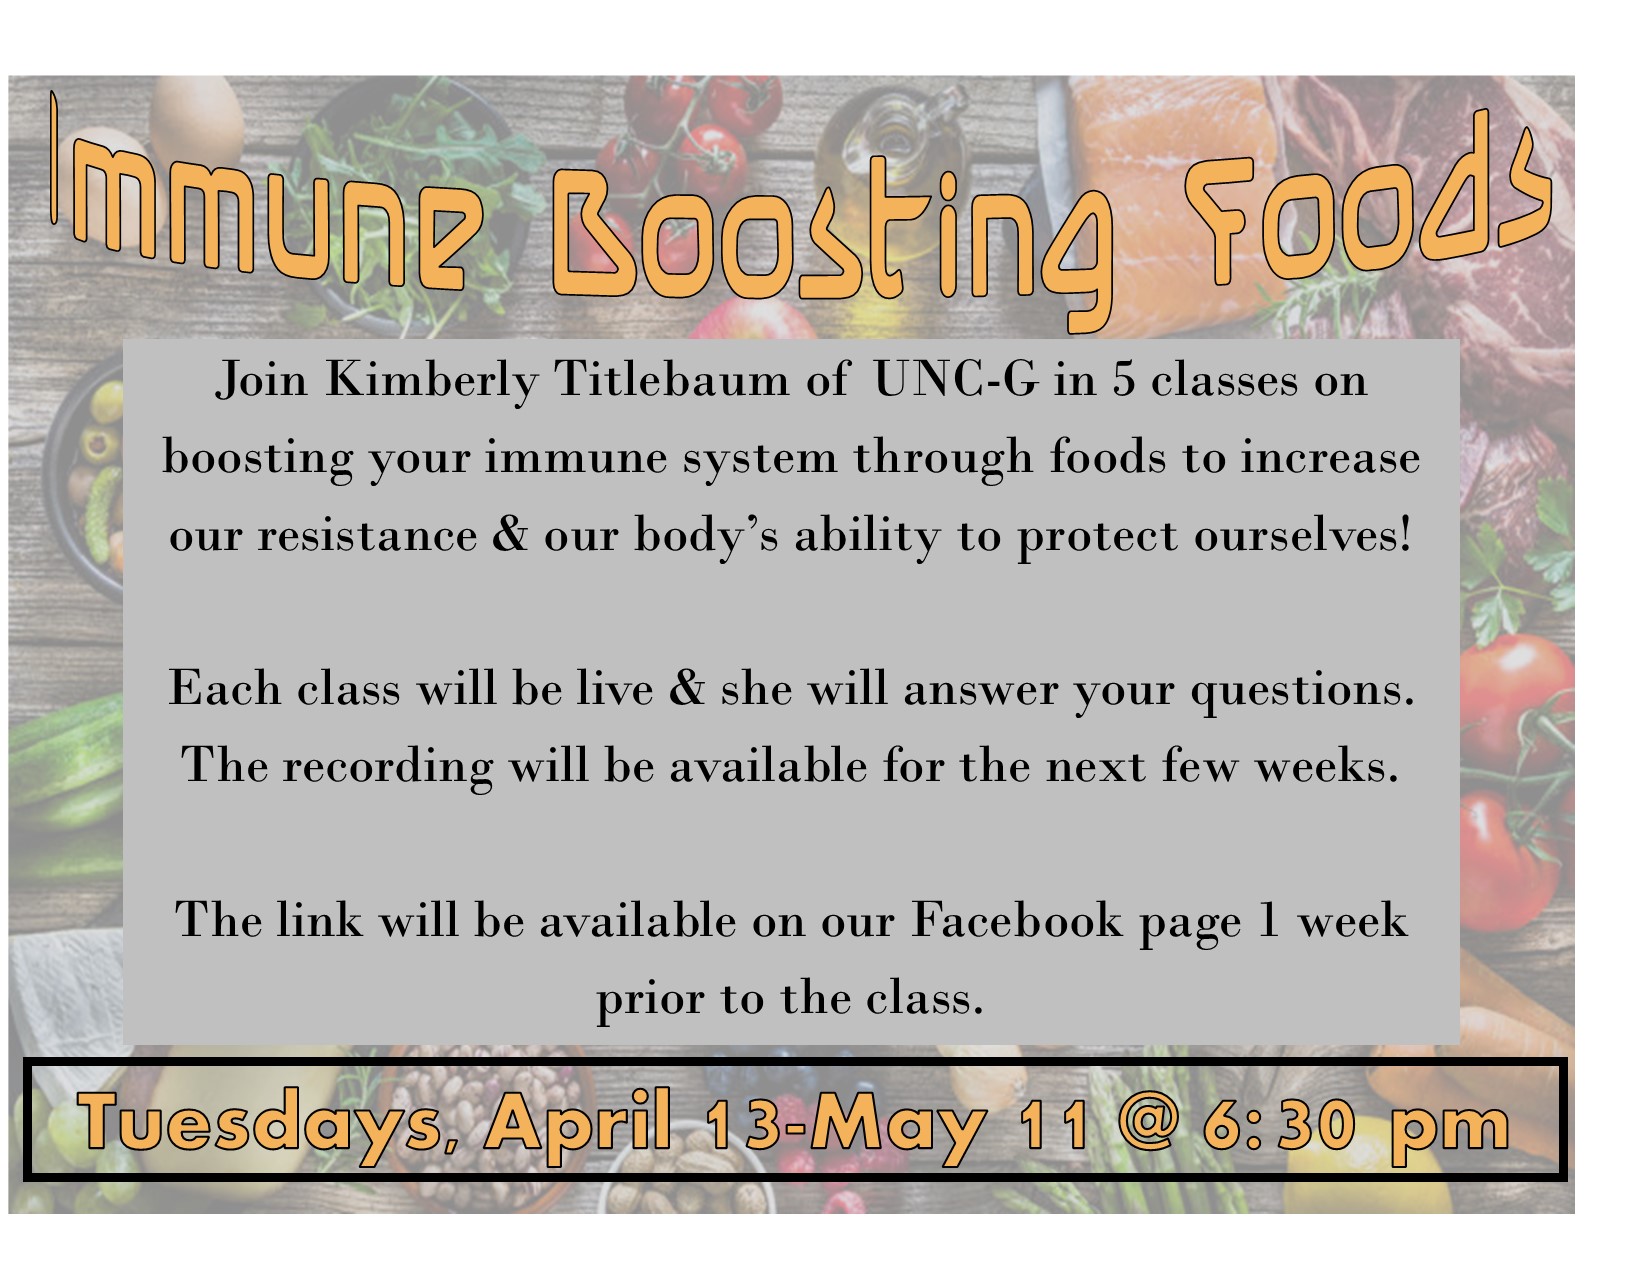 Immune Boosting Foods
Join Kimberly Titlebaum of UNC-G in 5 classes on
boosting your immune system through foods to increase
our resistance & our body’s ability to protect ourselves!
Each class will be live & she will answer your questions.
The recording will be available for the next few weeks.
The link will be available on our Facebook page 1 week
prior to the class.
Tuesdays, April 13-May 11 @ 6:30 pm